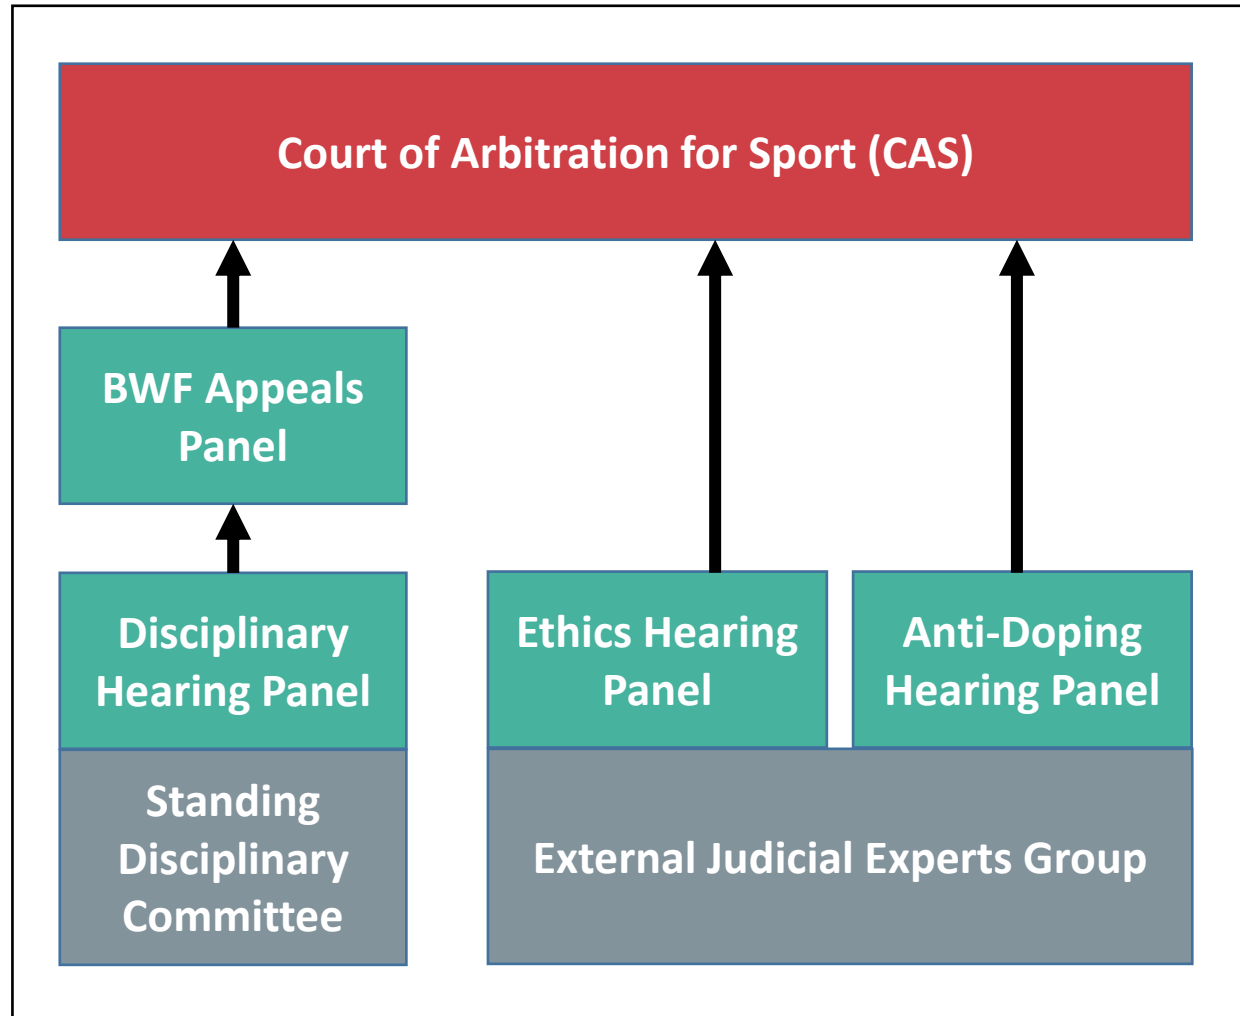 Court of Arbitration for Sport (CAS)
BWF Appeals
Panel
Disciplinary
Hearing Panel
Ethics Hearing
Panel
Anti-Doping
Hearing Panel
Standing
Disciplinary
Committee
External Judicial Experts Group